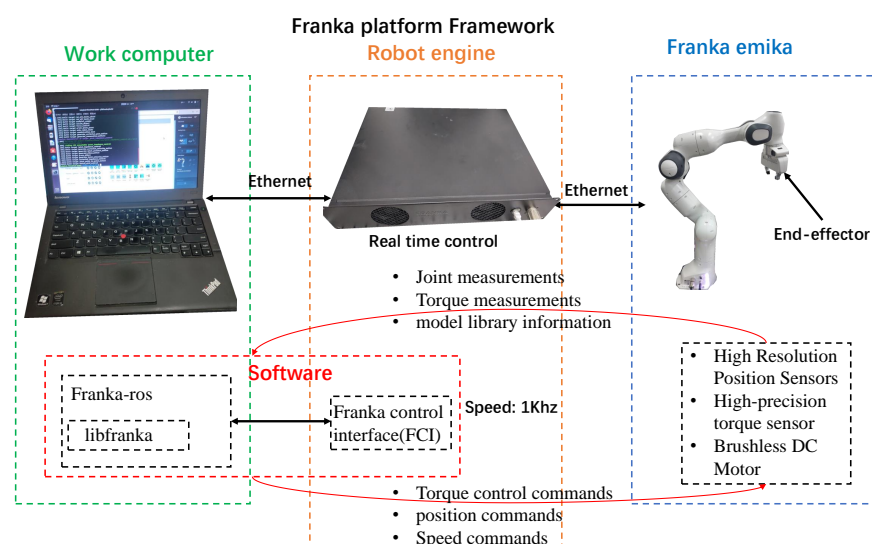 Franka platform Framework
Work computer
Robot engine
Franka emika
Ethernet
Ethernet
ThinkPad
Real time control
End-effector
• Joint measurements
• Torque measurements
• model library information
Software
Franka-ros
libfranka
Franka control
interface(FCI)
Speed: 1Khz
• High Resolution
Position Sensors
• High-precision
torque sensor
• Brushless DC
Motor
• Torque control commands
• position commands
• Speed commands